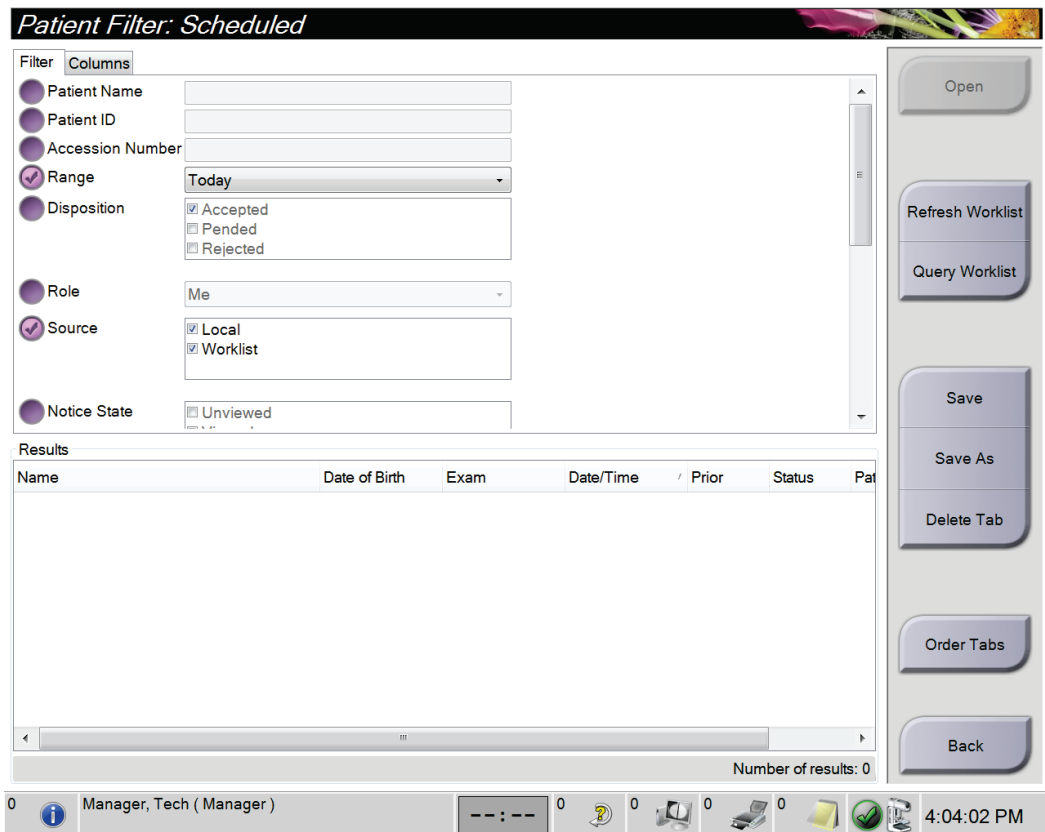 Patient Filter: Scheduled
Filter Columns
Patient Name
Patient ID
Accession Number
Range Today
Disposition Accepted
Pended
Rejected
Role Me
Source Local
Worklist
Notice State Unviewed
Open
Refresh Worklist
Query Worklist
Save
Save As
Delete Tab
Order Tabs
Back
Results
Name Date of Birth Exam Date/Time Prior Status Pat
Number of results: 0
0 Manager, Tech ( Manager ) --:-- 0 0 0 0 4:04:02 PM